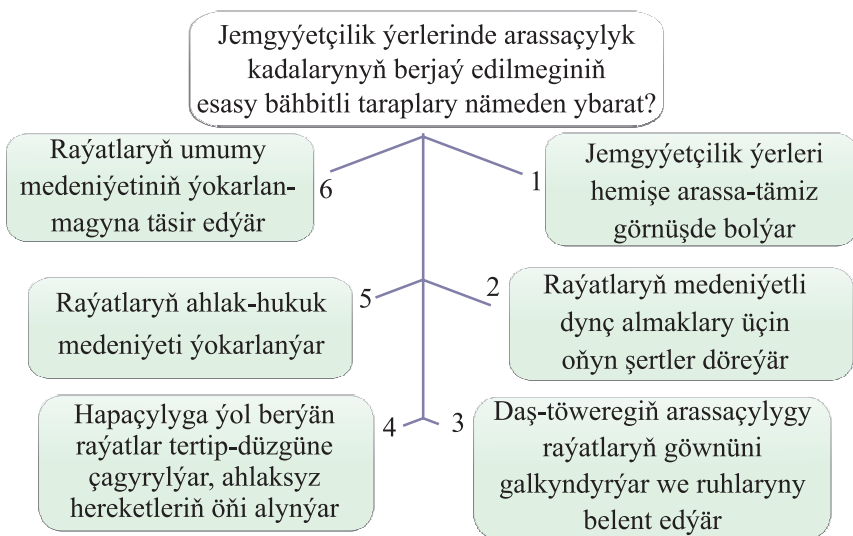 Jemgyýetçilik ýerlerinde arassaçylyk
kadalarynyň berjaý edilmeginiň
esasy bähbitli taraplary nämeden ybarat?
1
Jemgyýetçilik ýerleri
hemişe arassa-tämiz
görnüşde bolýar
2
Raýatlaryň medeniýetli
dynç almaklary üçin
oňyn şertler döreýär
3
Daş-töweregiň arassaçylygy
raýatlaryň göwnüni
galkyndyrýar we ruhlaryny
belent edýär
4
Hapaçylyga ýol berýän
raýatlar tertip-düzgüne
çagyrylýar, ahlaksyz
hereketleriň öňi alynýar
5
Raýatlaryň ahlak-hukuk
medeniýeti ýokarlanýar
6
Raýatlaryň umumy
medeniýetiniň ýokarlan-
magyna täsir edýär